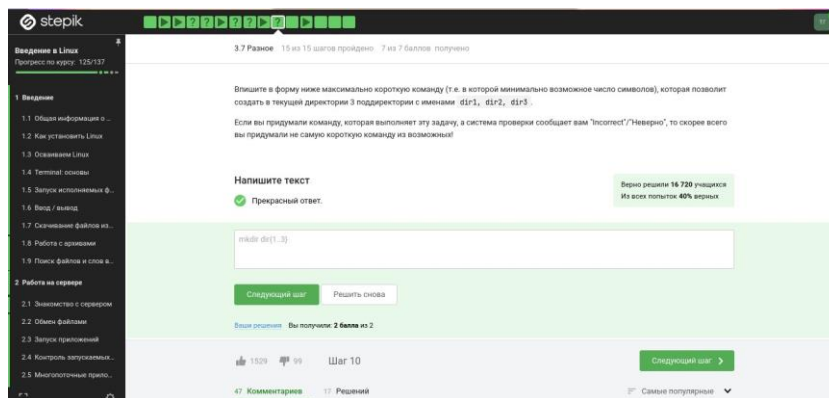 stepik
Введение в Linux
Прогресс по курсу: 125/137
1 Введение
1.1 Общая информация о ...
1.2 Как установить Linux
1.3 Осваиваем Linux
1.4 Terminal: основы
1.5 Запуск исполняемых ф...
1.6 Ввод / вывод
1.7 Скачивание файлов из...
1.8 Работа с архивами
1.9 Поиск файлов и слов в...
2 Работа на сервере
2.1 Знакомство с сервером
2.2 Обмен файлами
2.3 Запуск приложений
2.4 Контроль запускаемых...
2.5 Многопоточные прило...
3.7 Разное 15 из 15 шагов пройдено 7 из 7 баллов получено
Впишите в форму ниже максимально короткую команду (т.е. в которой минимально возможное число символов), которая позволит
создать в текущей директории 3 поддиректории с именами dir1, dir2, dir3 .
Если вы придумали команду, которая выполняет эту задачу, а система проверки сообщает вам "Incorrect"/"Неверно", то скорее всего
вы придумали не самую короткую команду из возможных!
Напишите текст
Прекрасный ответ.
Верно решили 16 720 учащихся
Из всех попыток 40% верных
mkdir dir{1..3}
Следующий шаг
Решить снова
Ваши решения Вы получили: 2 балла из 2
1529 99 Шаг 10
Следующий шаг
47 Комментариев 17 Решений Самые популярные